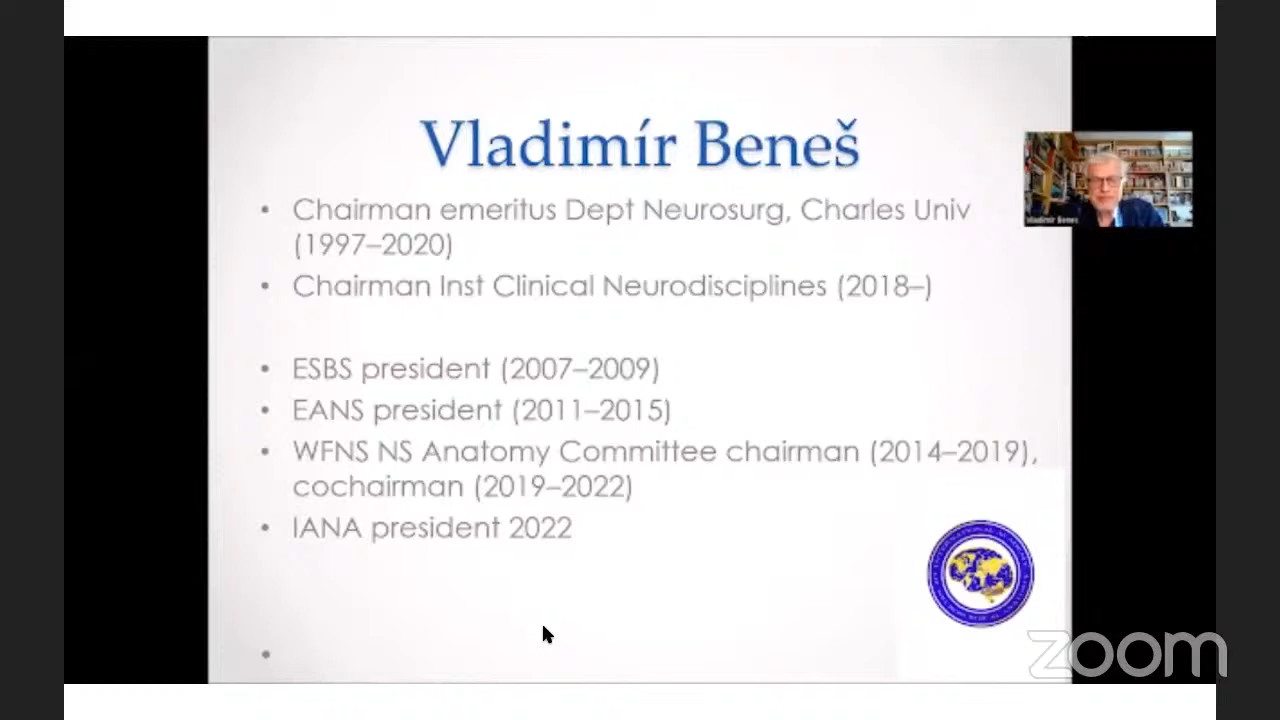 Vladimír Beneš
• Chairman emeritus Dept Neurosurg, Charles Univ
(1997–2020)
• Chairman Inst Clinical Neurodisciplines (2018–)
• ESBS president (2007–2009)
• EANS president (2011–2015)
• WFNS NS Anatomy Committee chairman (2014–2019),
cochairman (2019–2022)
• IANA president 2022
•
Vladimír Beneš
zoom